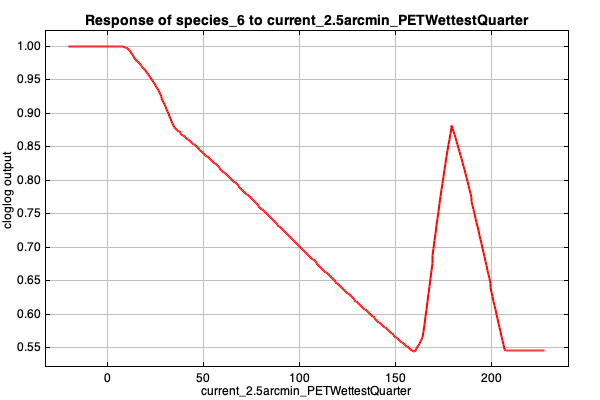 Response of species_6 to current_2.5arcmin_PETWettestQuarter
1.00
0.95
0.90
0.85
0.80
0.75
0.70
0.65
0.60
0.55
cloglog output
0 50 100 150 200
current_2.5arcmin_PETWettestQuarter